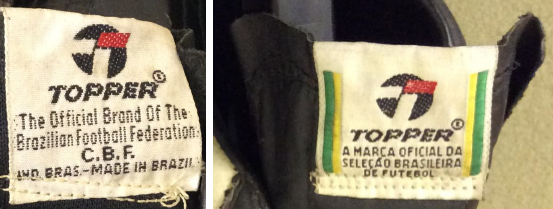 TOPPER®
The Official Brand Of The
Brazilian Football Federation
C.B.F.
IND. BRAS.-MADE IN BRAZIL
TOPPER®
A MARCA OFICIAL DA
SELEÇÃO BRASILEIRA
DE FUTEBOL